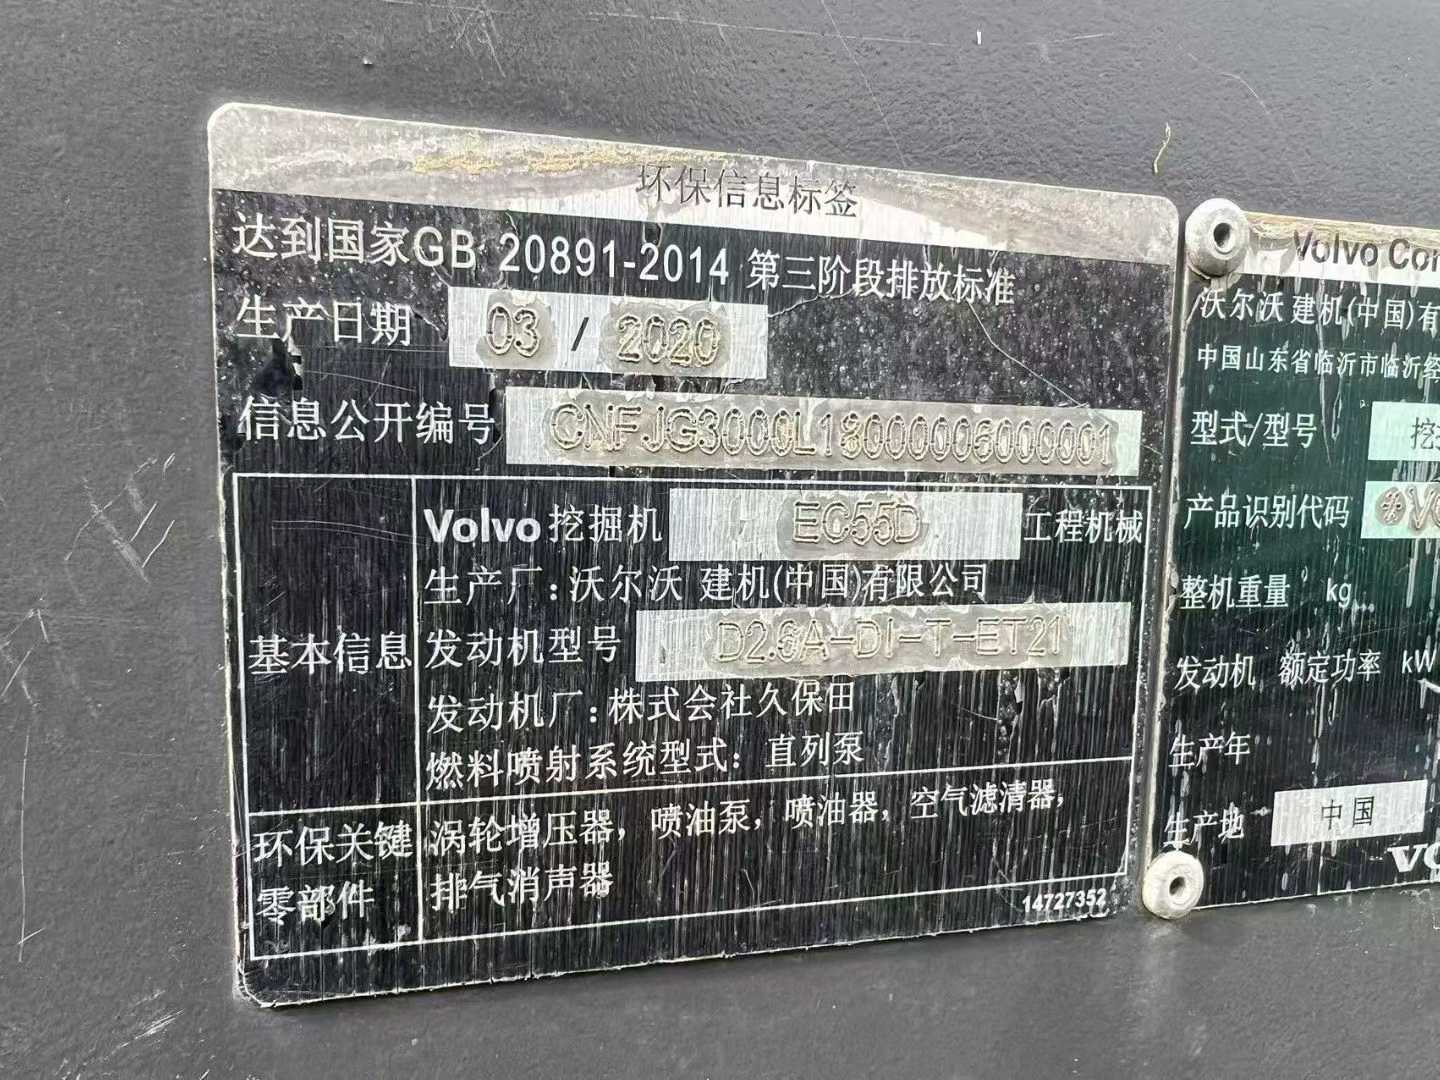 环保信息标签
达到国家GB 20891-2014 第三阶段排放标准
生产日期 03 / 2020
信息公开编号 CNFJG3000L18000006000001
基本信息
Volvo 挖掘机 EC55D 工程机械
生产厂：沃尔沃 建机(中国)有限公司
发动机型号 D2.6A-DI-T-ET21
发动机厂：株式会社久保田
燃料喷射系统型式：直列泵
环保关键零部件
涡轮增压器，喷油泵，喷油器，空气滤清器，
排气消声器
14727352
Volvo Con
沃尔沃 建机(中国)有
中国山东省临沂市临沂经
型式/型号 挖
产品识别代码 *V
整机重量 kg
发动机 额定功率 kW
生产年
生产地 中国
VO